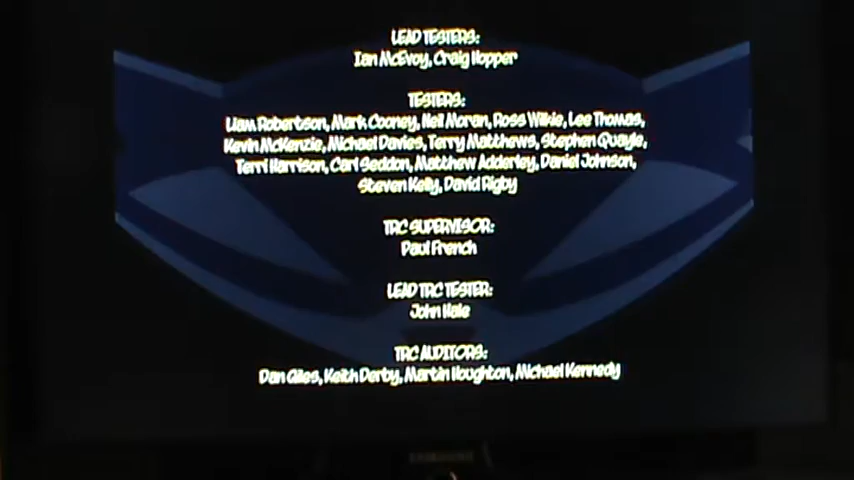 LEAD TESTERS:
Ian McEvoy, Craig Hopper
TESTERS:
Liam Robertson, Mark Cooney, Neil Moran, Ross Wilkie, Lee Thomas,
Kevin McKenzie, Michael Davies, Terry Matthews, Stephen Quayle,
Terri Harrison, Carl Seddon, Matthew Adderley, Daniel Johnson,
Steven Kelly, David Rigby
TRC SUPERVISOR:
Paul French
LEAD TRC TESTER:
John Hale
TRC AUDITORS:
Dan Giles, Keith Derby, Martin Houghton, Michael Kennedy
SAMSUNG